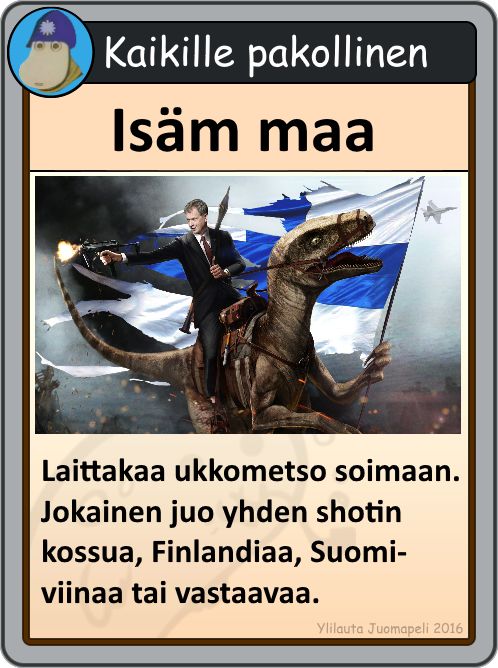 Kaikille pakollinen
Isäm maa
Laittakaa ukkometso soimaan.
Jokainen juo yhden shotin
kossua, Finlandiaa, Suomi-
viinaa tai vastaavaa.
Ylilauta Juomapeli 2016